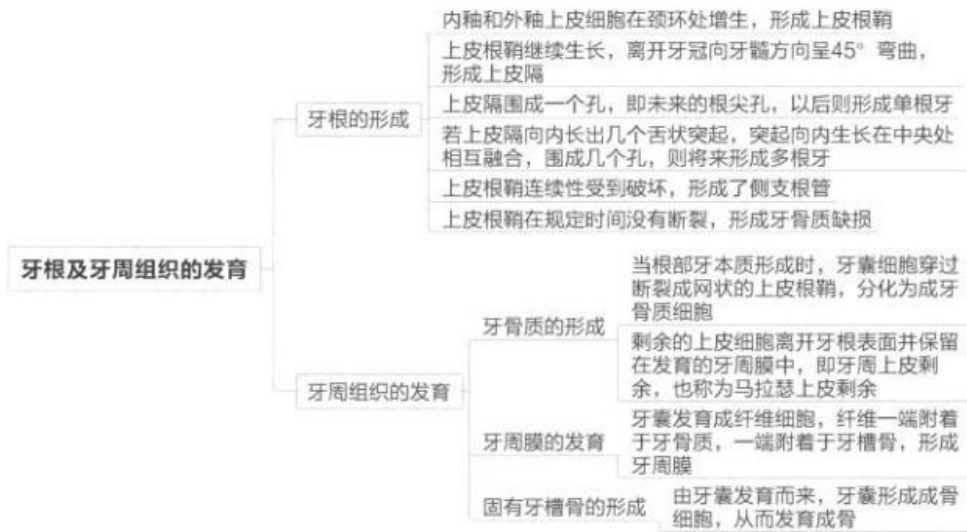 内釉和外釉上皮细胞在颈环处增生，形成上皮根鞘
上皮根鞘继续生长，离开牙冠向牙髓方向呈45°弯曲，
形成上皮隔
牙根的形成
上皮隔围成一个孔，即未来的根尖孔，以后则形成单根牙
若上皮隔向内长出几个舌状突起，突起向内生长在中央处
相互融合，围成几个孔，则将来形成多根牙
上皮根鞘连续性受到破坏，形成了侧支根管
上皮根鞘在规定时间没有断裂，形成牙骨质缺损
牙根及牙周组织的发育
牙周组织的发育
牙骨质的形成
当根部牙本质形成时，牙囊细胞穿过
断裂成网状的上皮根鞘，分化为成牙
骨质细胞
剩余的上皮细胞离开牙根表面并保留
在发育的牙周膜中，即牙周上皮剩
余，也称为马拉瑟上皮剩余
牙周膜的发育
牙囊发育成纤维细胞，纤维一端附着
于牙骨质，一端附着于牙槽骨，形成
牙周膜
固有牙槽骨的形成
由牙囊发育而来，牙囊形成成骨
细胞，从而发育成骨